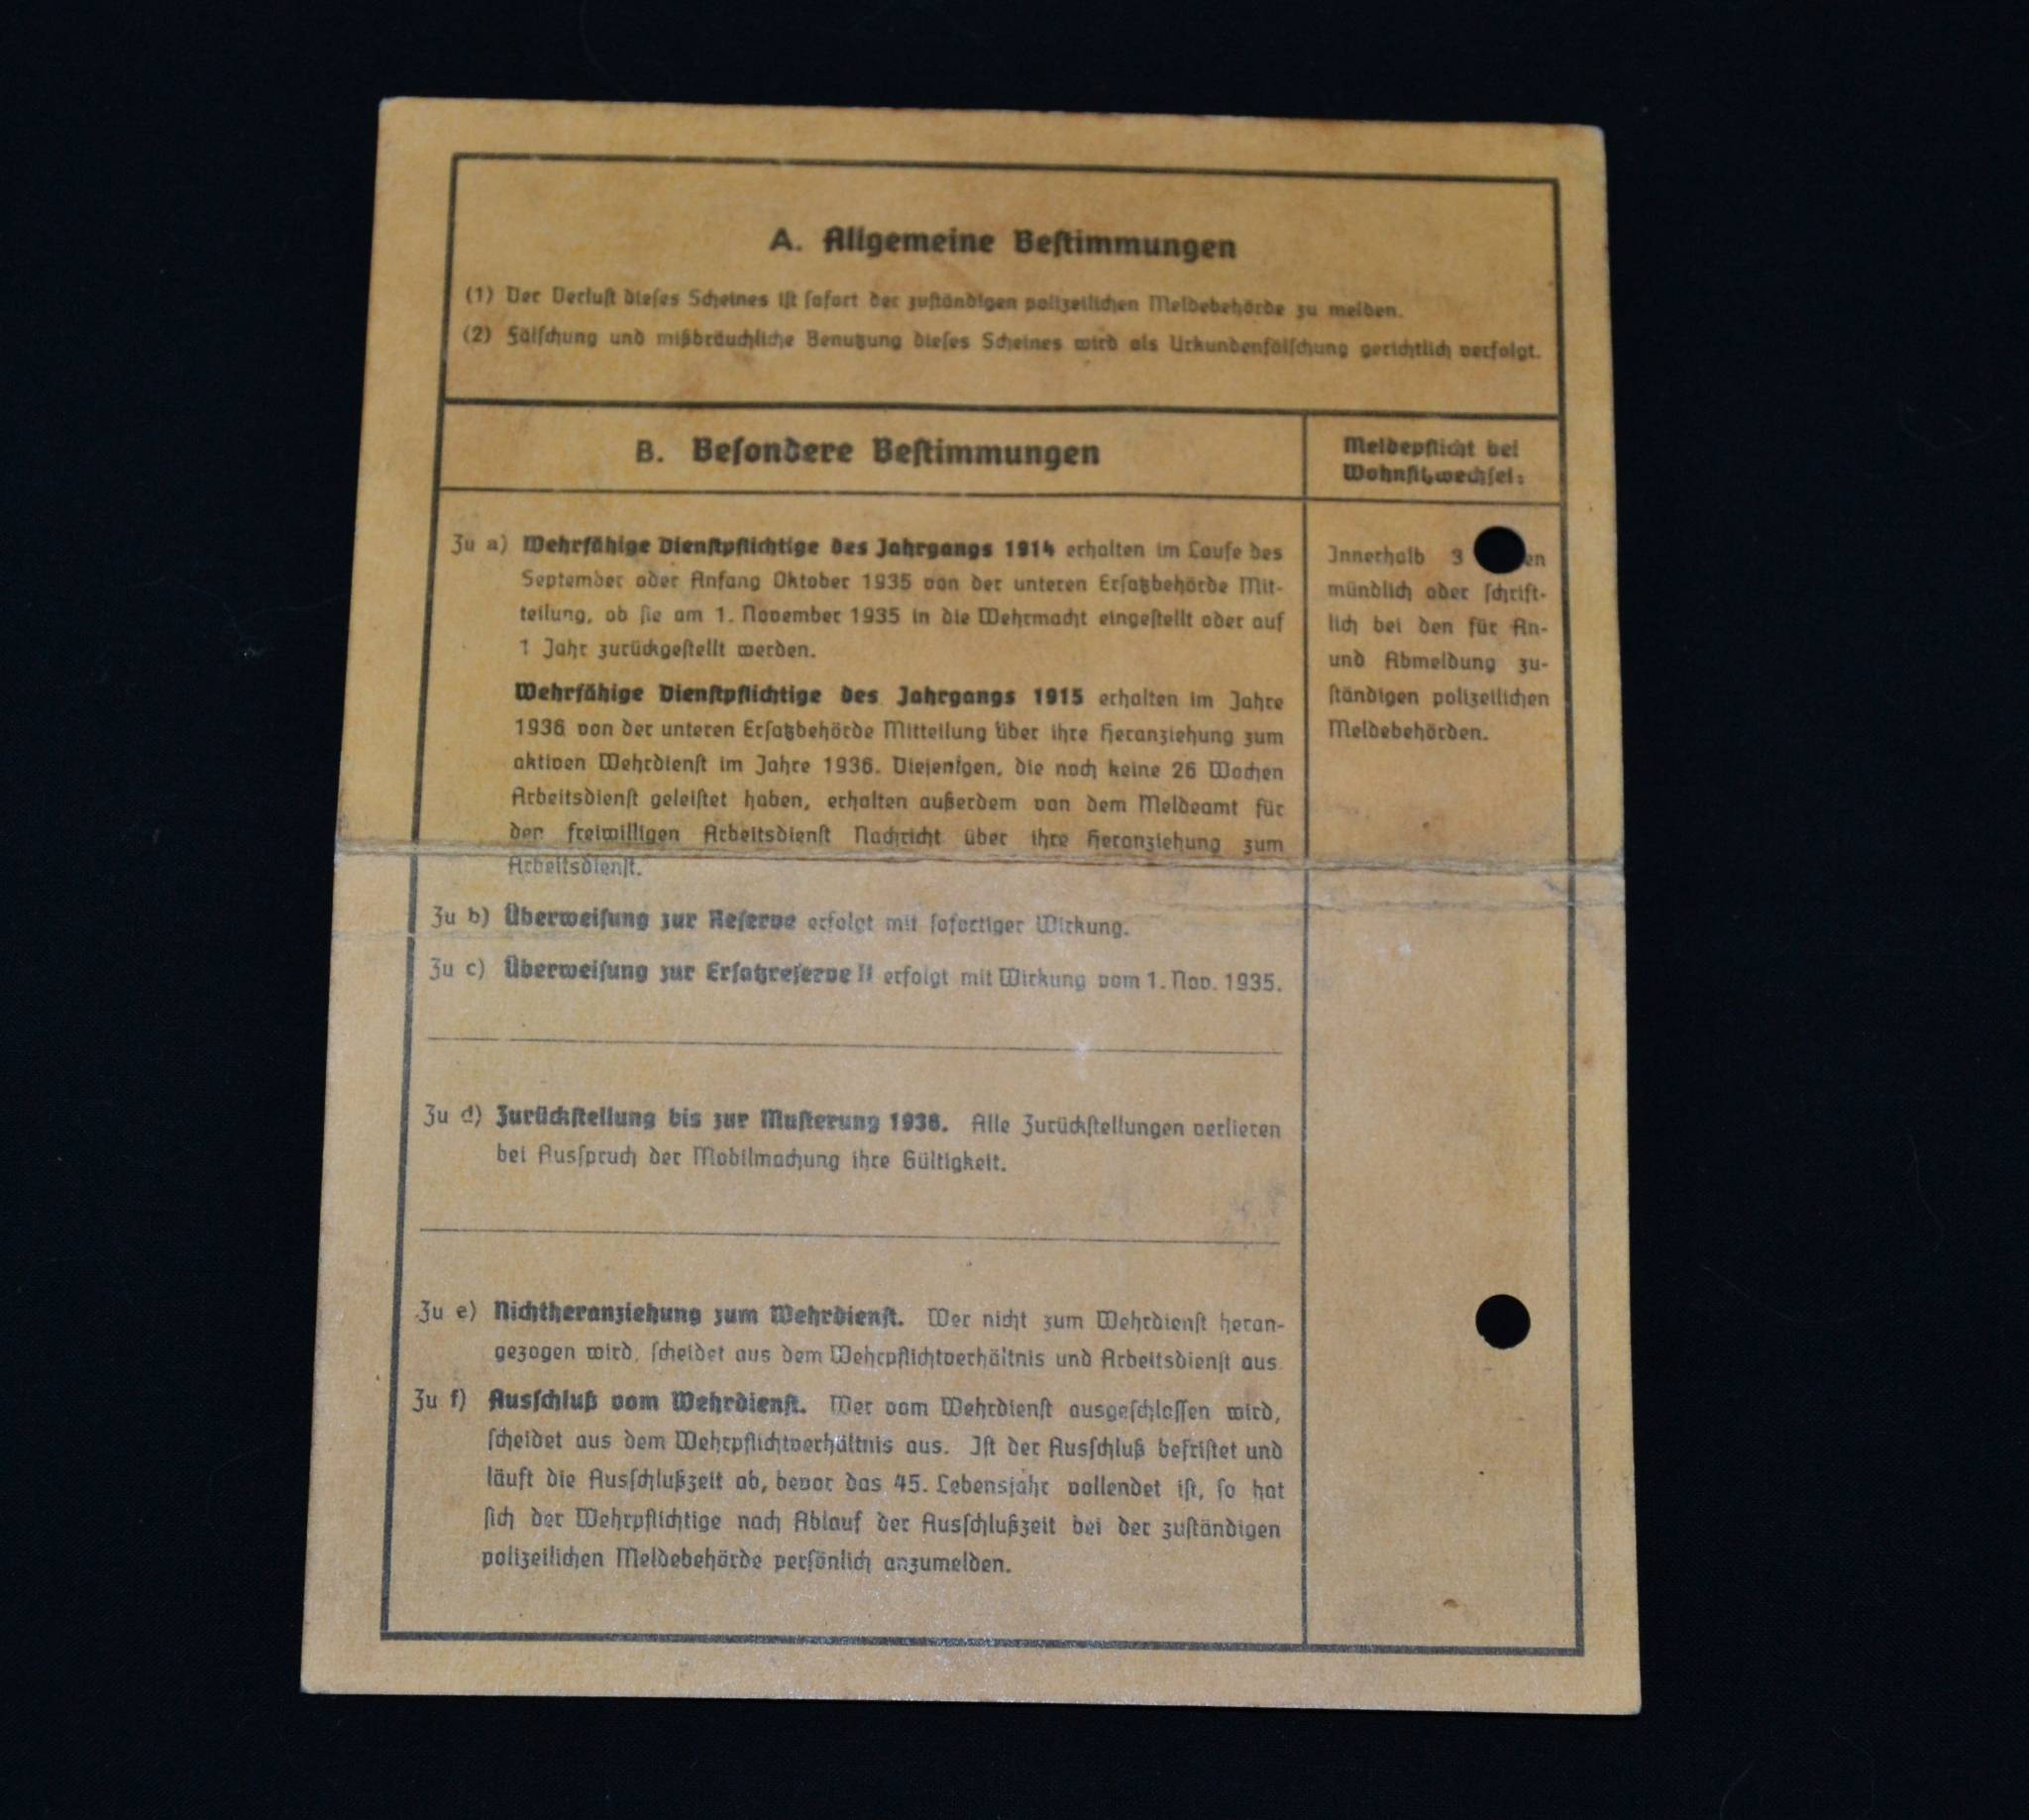 A. Allgemeine Bestimmungen
(1) Der Verlust dieses Scheines ist sofort der zuständigen polizeilichen Meldebehörde zu melden.
(2) Fälschung und mißbräuchliche Benutzung dieses Scheines wird als Urkundenfälschung gerichtlich verfolgt.
B. Besondere Bestimmungen
Zu a) Wehrfähige Dienstpflichtige des Jahrgangs 1914 erhalten im Laufe des
September oder Anfang Oktober 1935 von der unteren Ersatzbehörde Mit-
teilung, ob sie am 1. November 1935 in die Wehrmacht eingestellt oder auf
1 Jahr zurückgestellt werden.
Wehrfähige Dienstpflichtige des Jahrgangs 1915 erhalten im Jahre
1936 von der unteren Ersatzbehörde Mitteilung über ihre Heranziehung zum
aktiven Wehrdienst im Jahre 1936. Diejenigen, die noch keine 26 Wochen
Arbeitsdienst geleistet haben, erhalten außerdem von dem Meldeamt für
den freiwilligen Arbeitsdienst Nachricht über ihre Heranziehung zum
Arbeitsdienst.
Zu b) Überweisung zur Reserve erfolgt mit sofortiger Wirkung.
Zu c) Überweisung zur Ersatzreserve II erfolgt mit Wirkung vom 1. Nov. 1935.
Zu d) Zurückstellung bis zur Musterung 1936. Alle Zurückstellungen verlieren
bei Ausspruch der Mobilmachung ihre Gültigkeit.
Zu e) Nichtheranziehung zum Wehrdienst. Wer nicht zum Wehrdienst heran-
gezogen wird, scheidet aus dem Wehrpflichtverhältnis und Arbeitsdienst aus.
Zu f) Ausschluß vom Wehrdienst. Wer vom Wehrdienst ausgeschlossen wird,
scheidet aus dem Wehrpflichtverhältnis aus. Ist der Ausschluß befristet und
läuft die Ausschlußzeit ab, bevor das 45. Lebensjahr vollendet ist, so hat
sich der Wehrpflichtige nach Ablauf der Ausschlußzeit bei der zuständigen
polizeilichen Meldebehörde persönlich anzumelden.
Meldepflicht bei
Wohnsitzwechsel:
Innerhalb 3
mündlich oder schrift-
lich bei den für An-
und Abmeldung zu-
ständigen polizeilichen
Meldebehörden.